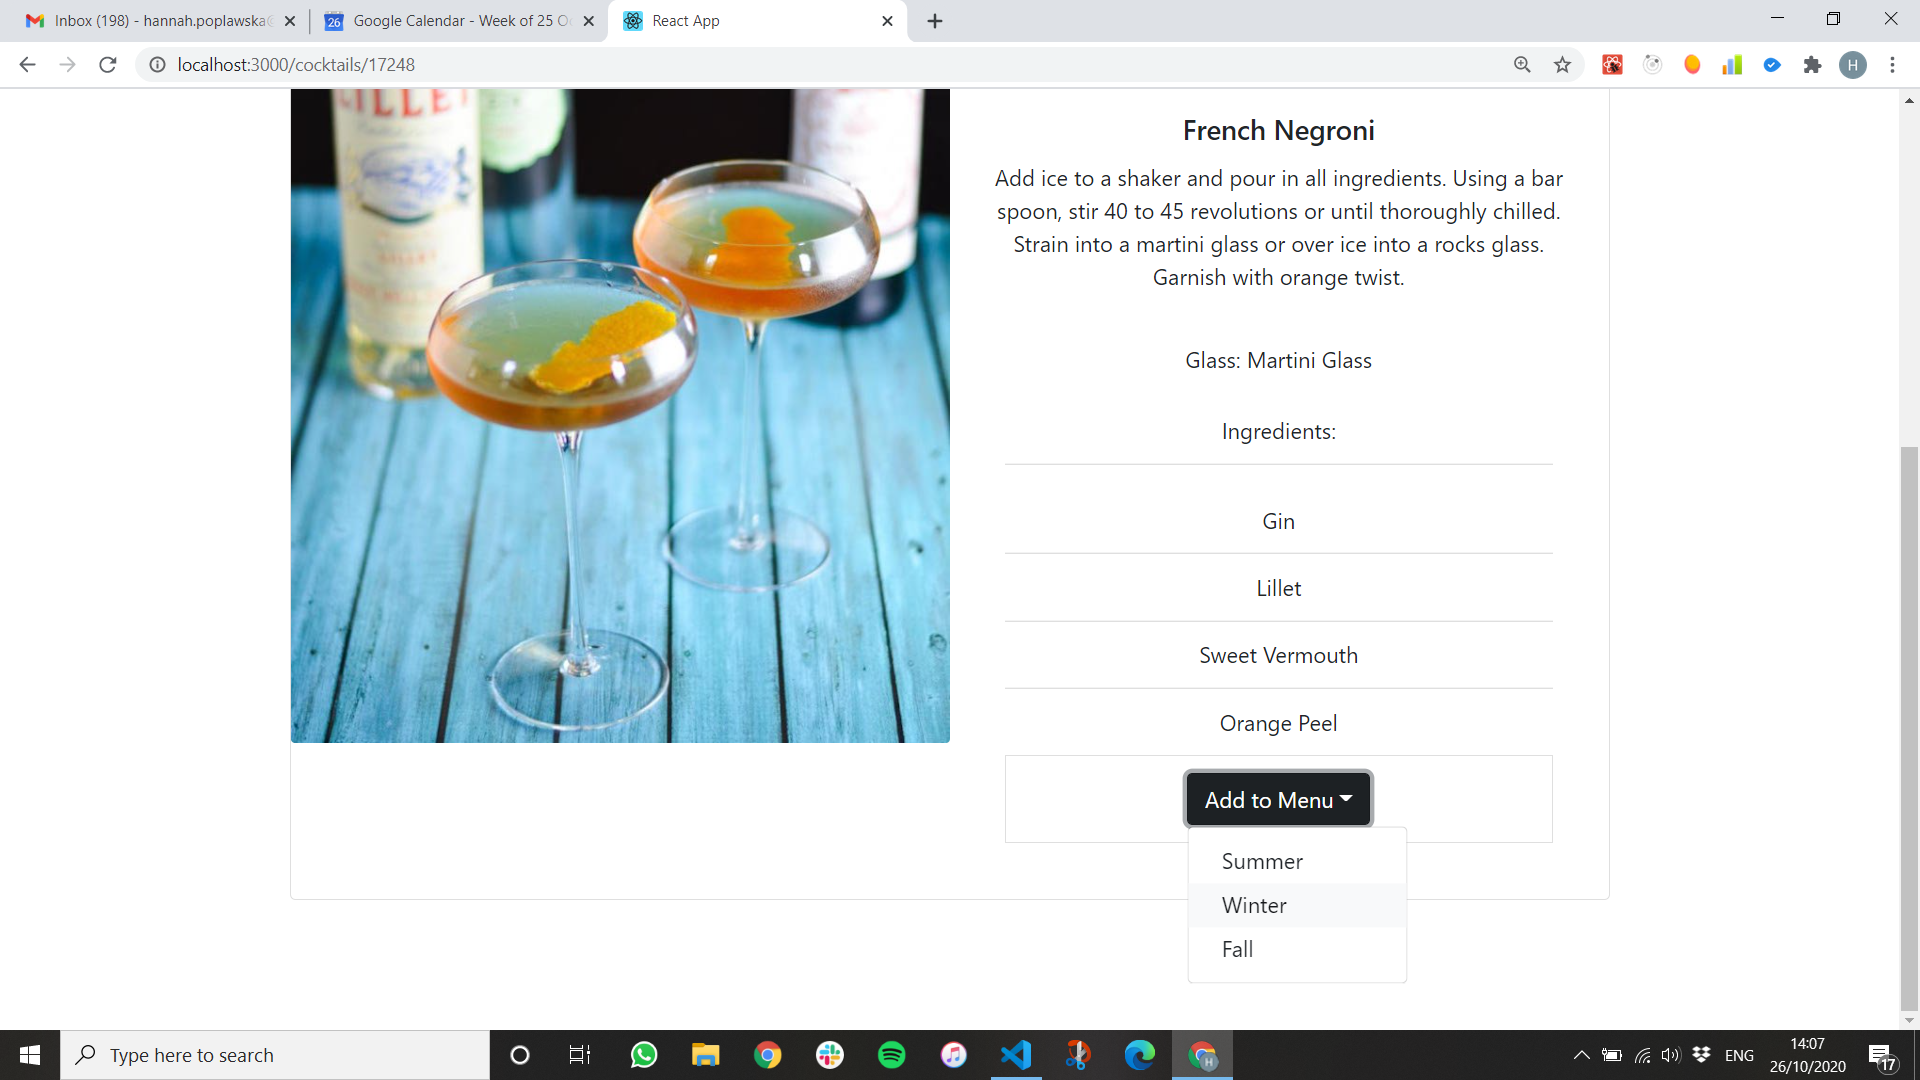 Inbox (198) - hannah.poplawska
Google Calendar - Week of 25 O
React App
localhost:3000/cocktails/17248
H
LILLET
LILLET
French Negroni
Add ice to a shaker and pour in all ingredients. Using a bar
spoon, stir 40 to 45 revolutions or until thoroughly chilled.
Strain into a martini glass or over ice into a rocks glass.
Garnish with orange twist.
Glass: Martini Glass
Ingredients:
Gin
Lillet
Sweet Vermouth
Orange Peel
Add to Menu
Summer
Winter
Fall
Type here to search
ENG
14:07
26/10/2020
17